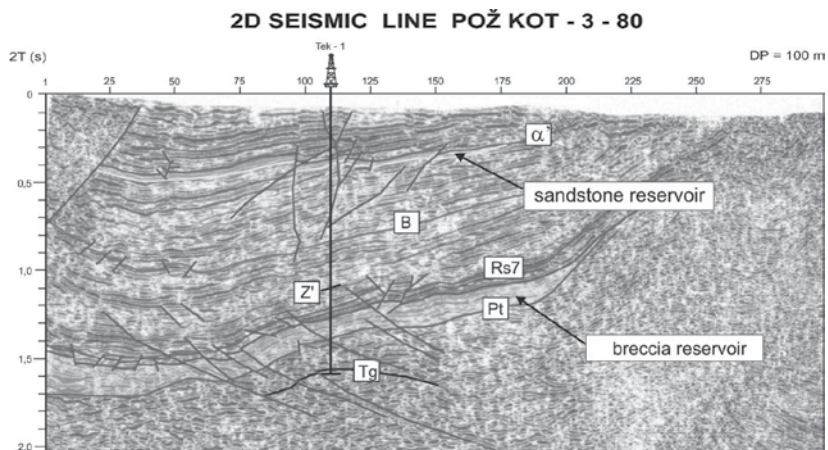 2D SEISMIC LINE POŽ KOT - 3 - 80
Tek - 1
2T (s)
DP = 100 m
1 25 50 75 100 125 150 175 200 225 250 275
0
α'
sandstone reservoir
0,5
B
Rs7
1,0
Z'
Pt
breccia reservoir
1,5
Tg
2,0